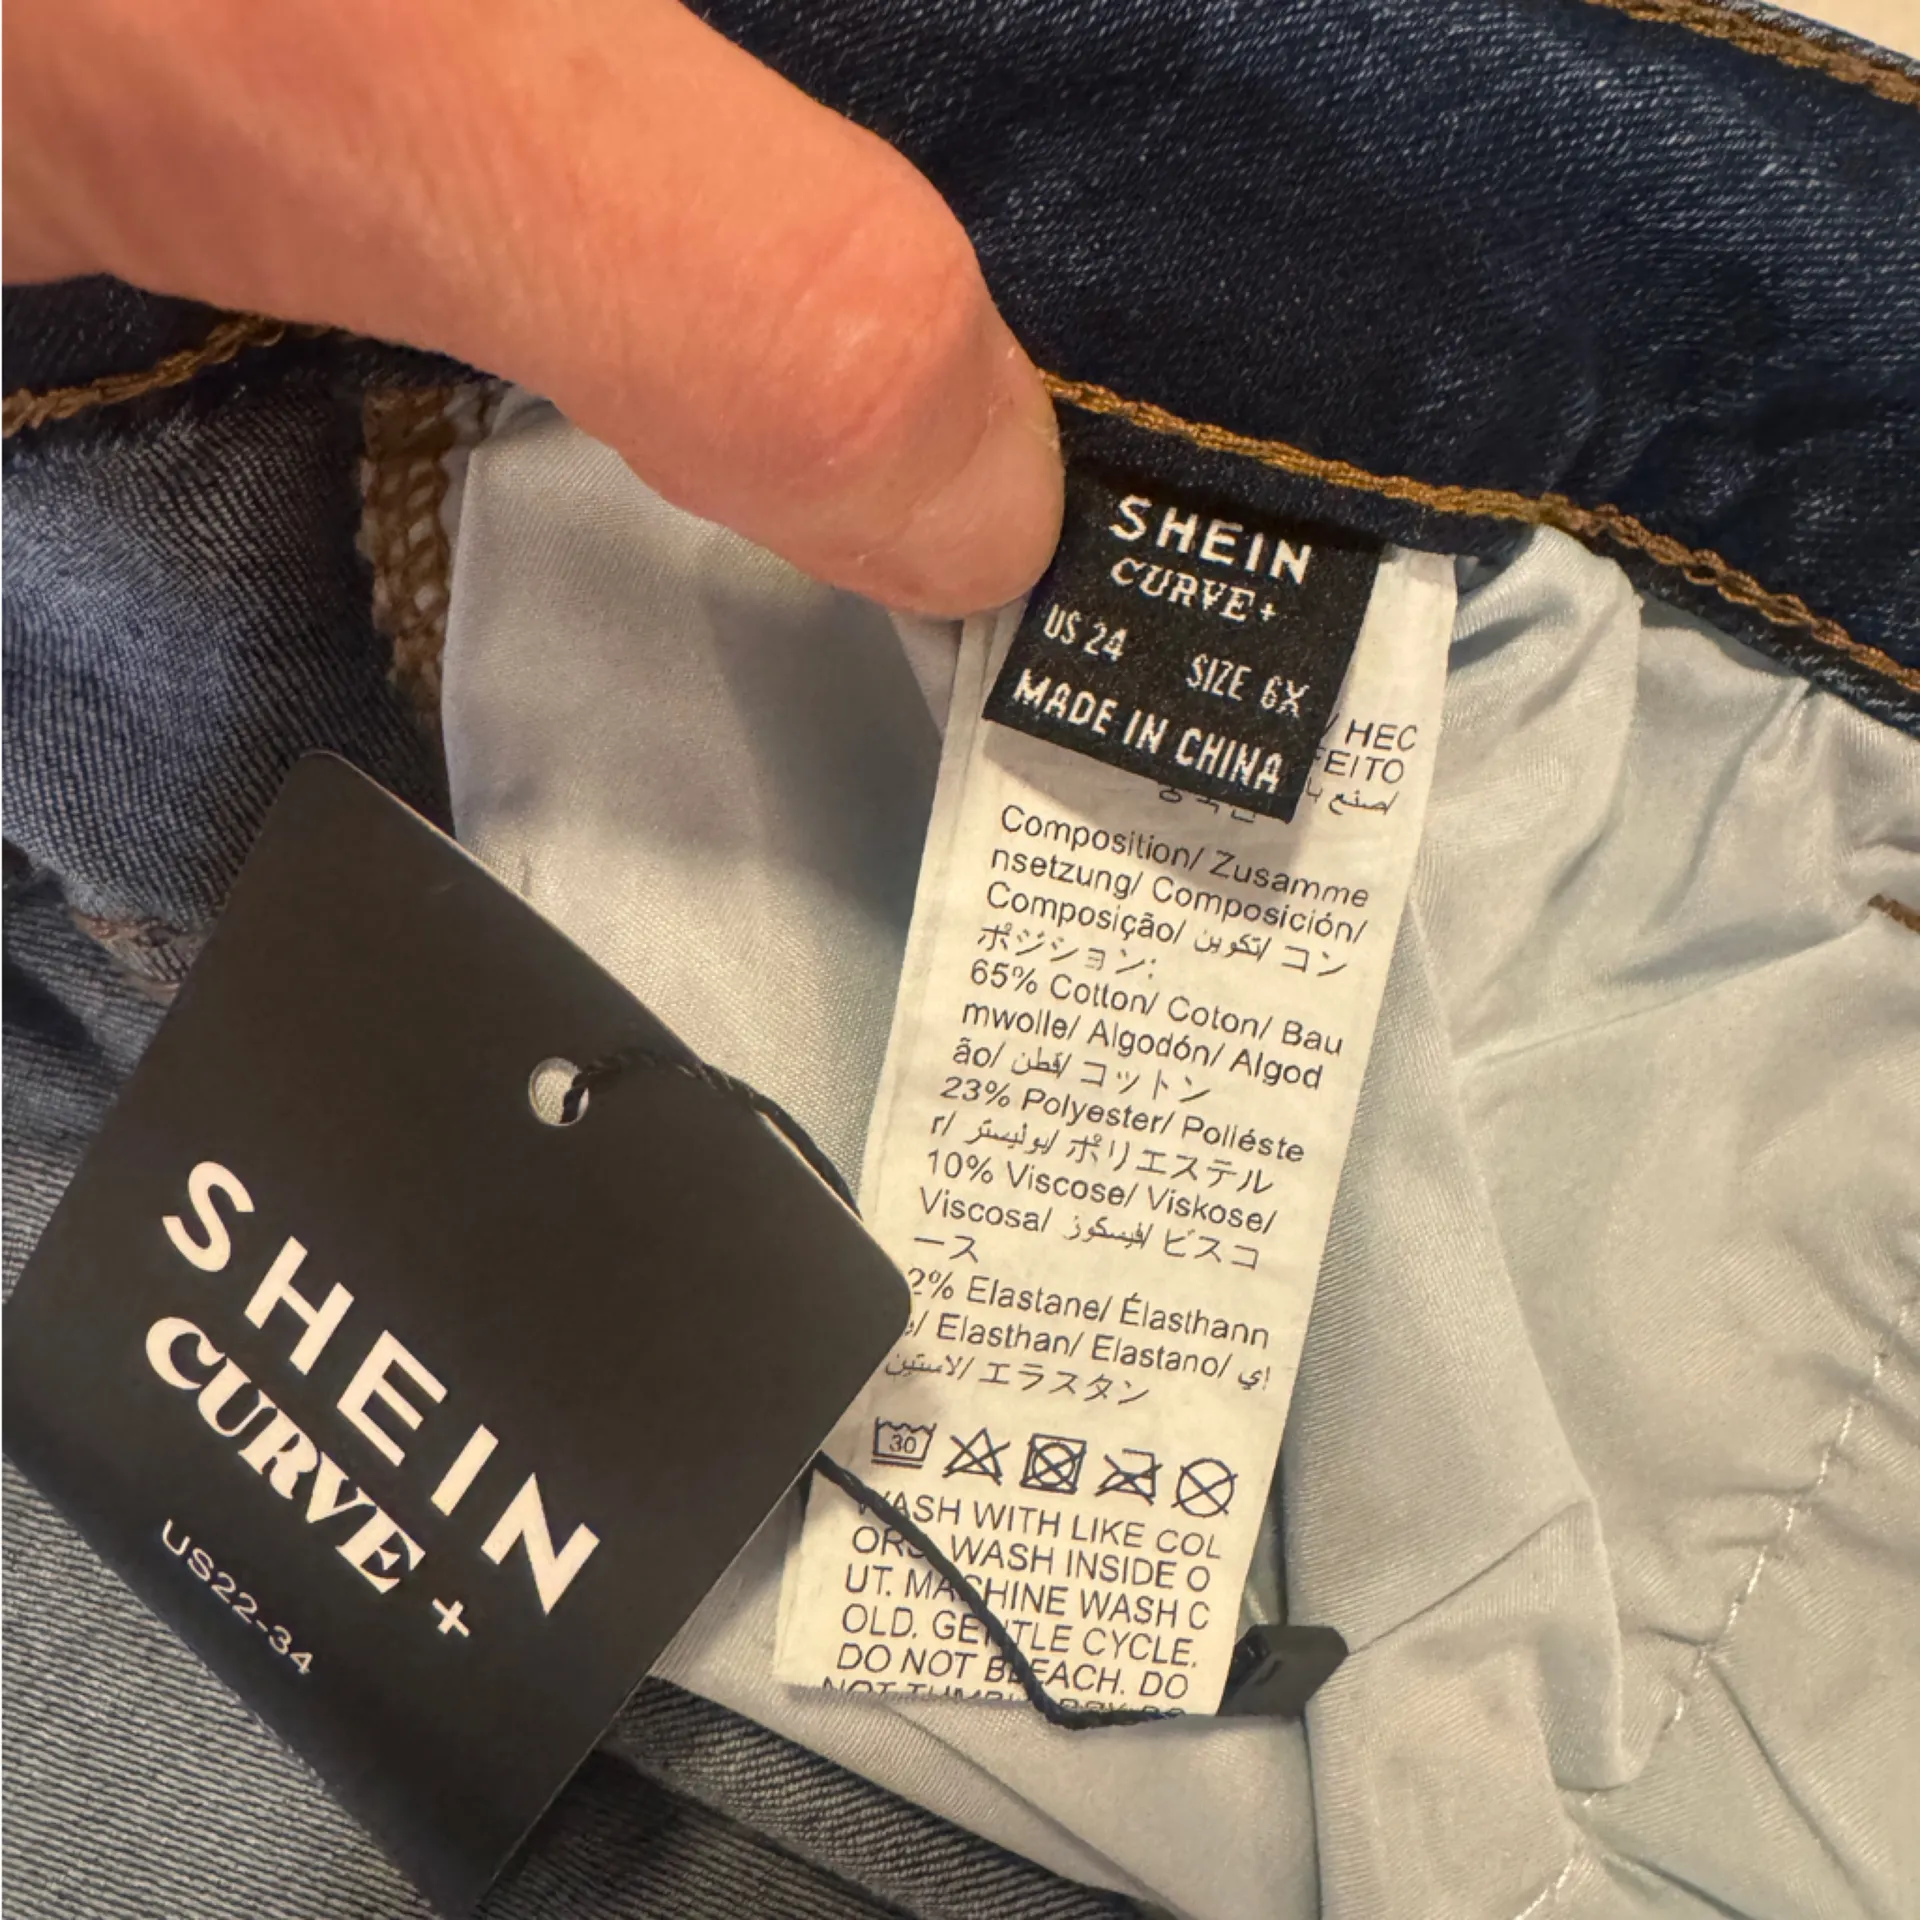 SHEIN
CURVE+
US 24 SIZE 6X
MADE IN CHINA
/ HEC
FEITO
Composition/ Zusamme
nsetzung/ Composición/
Composição/ تكوين/ コン
ポジション:
65% Cotton/ Coton/ Bau
mwolle/ Algodón/ Algod
ão/ قطن/ コットン
23% Polyester/ Poliéste
r/ بوليستر/ ポリエステル
10% Viscose/ Viskose/
Viscosa/ فيسكوز/ ビスコ
ース
2% Elastane/ Élasthann
e/ Elasthan/ Elastano/ اي
لاستين/ エラスタン
30
WASH WITH LIKE COL
ORS. WASH INSIDE O
UT. MACHINE WASH C
OLD. GENTLE CYCLE.
DO NOT BLEACH. DO
SHEIN
CURVE +
US22-34